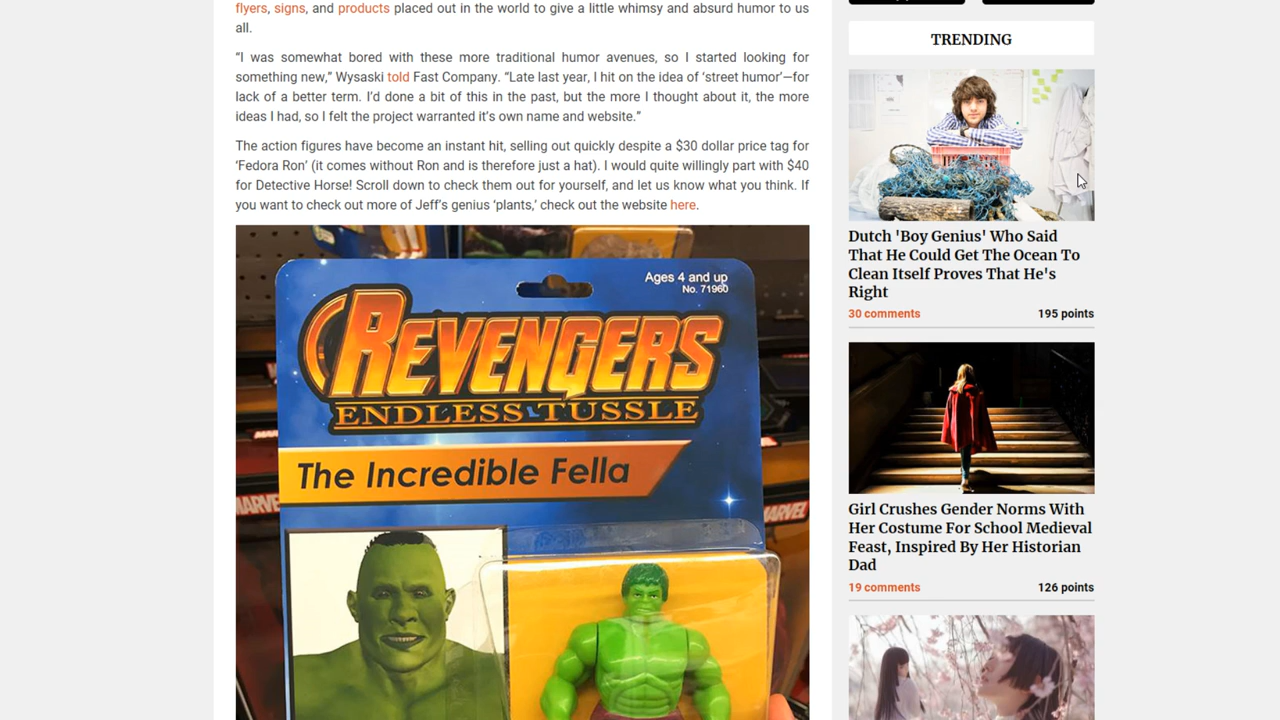 flyers, signs, and products placed out in the world to give a little whimsy and absurd humor to us
all.
“I was somewhat bored with these more traditional humor avenues, so I started looking for
something new,” Wysaski told Fast Company. “Late last year, I hit on the idea of ‘street humor’—for
lack of a better term. I’d done a bit of this in the past, but the more I thought about it, the more
ideas I had, so I felt the project warranted it’s own name and website.”
The action figures have become an instant hit, selling out quickly despite a $30 dollar price tag for
‘Fedora Ron’ (it comes without Ron and is therefore just a hat). I would quite willingly part with $40
for Detective Horse! Scroll down to check them out for yourself, and let us know what you think. If
you want to check out more of Jeff’s genius ‘plants,’ check out the website here.
Ages 4 and up
No. 71960
REVENGERS
ENDLESS TUSSLE
The Incredible Fella
MARVEL
MARVEL
TRENDING
Dutch 'Boy Genius' Who Said
That He Could Get The Ocean To
Clean Itself Proves That He's
Right
30 comments 195 points
Girl Crushes Gender Norms With
Her Costume For School Medieval
Feast, Inspired By Her Historian
Dad
19 comments 126 points